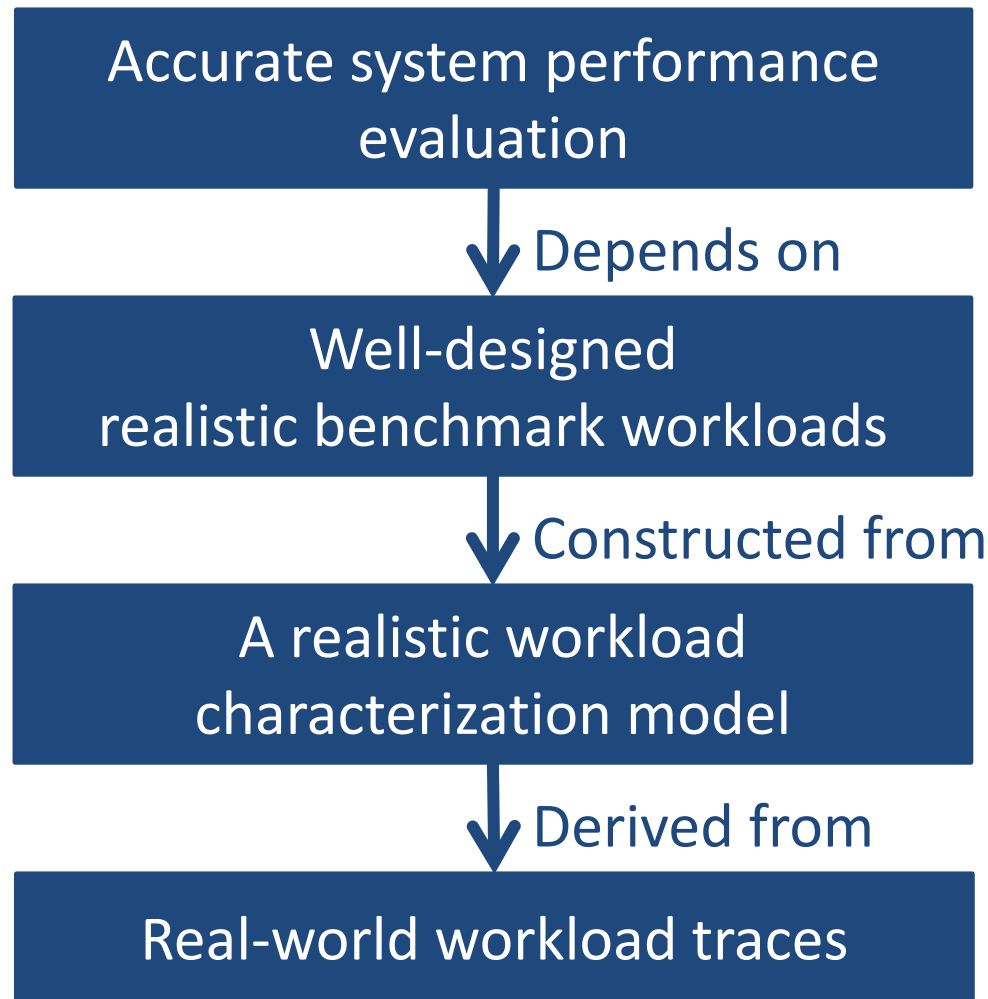 Accurate system performance
evaluation
Depends on
Well-designed
realistic benchmark workloads
Constructed from
A realistic workload
characterization model
Derived from
Real-world workload traces